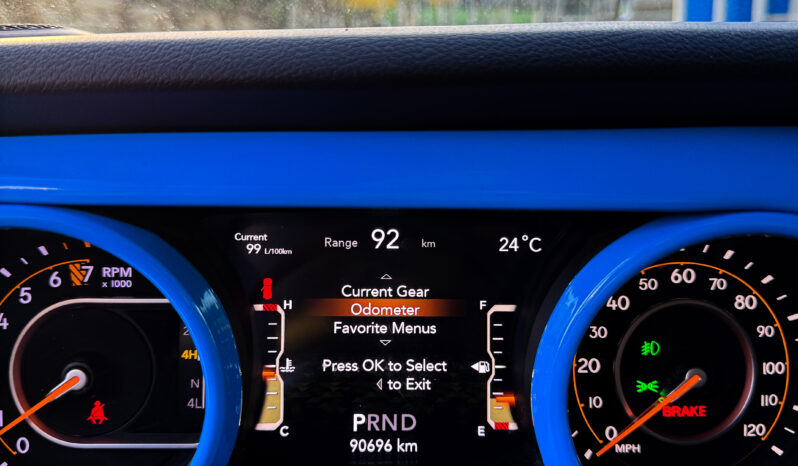 Current
99 L/100km
Range 92 km
24°C
Current Gear
Odometer
Favorite Menus
Press OK to Select
to Exit
PRND
90696 km
H
C
F
E
4
5
6
7
RPM
x 1000
1
0
2
4H
N
4L
0
10
20
30
40
50
60
70
80
90
100
110
120
MPH
BRAKE